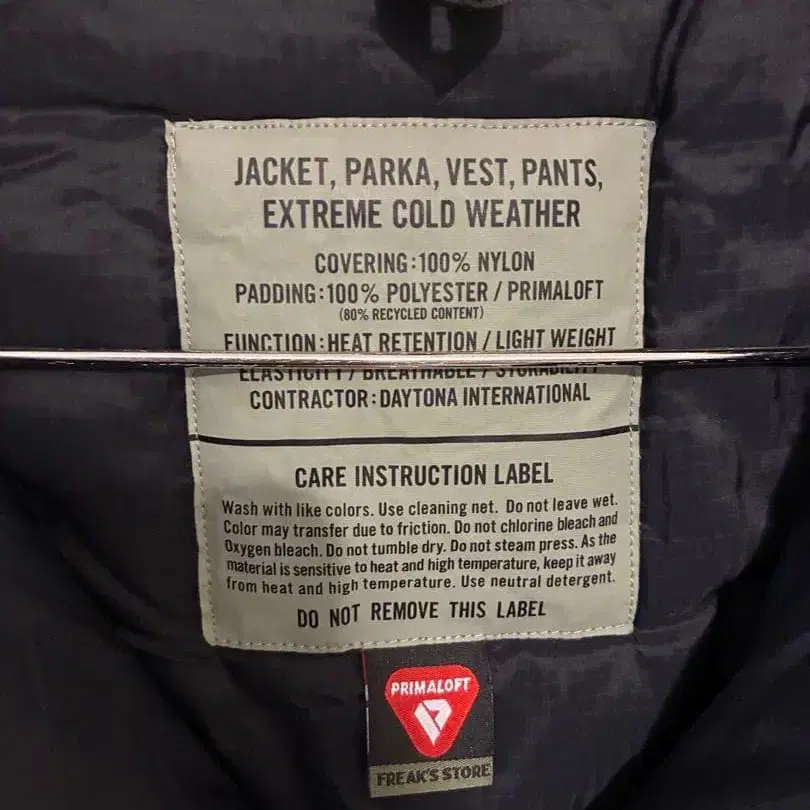 JACKET, PARKA, VEST, PANTS,
EXTREME COLD WEATHER
COVERING:100% NYLON
PADDING:100% POLYESTER / PRIMALOFT
(80% RECYCLED CONTENT)
FUNCTION:HEAT RETENTION / LIGHT WEIGHT
ELASTICITY / BREATHABLE / STORABILITY
CONTRACTOR:DAYTONA INTERNATIONAL
CARE INSTRUCTION LABEL
Wash with like colors. Use cleaning net. Do not leave wet.
Color may transfer due to friction. Do not chlorine bleach and
Oxygen bleach. Do not tumble dry. Do not steam press. As the
material is sensitive to heat and high temperature, keep it away
from heat and high temperature. Use neutral detergent.
DO NOT REMOVE THIS LABEL
PRIMALOFT
FREAK'S STORE